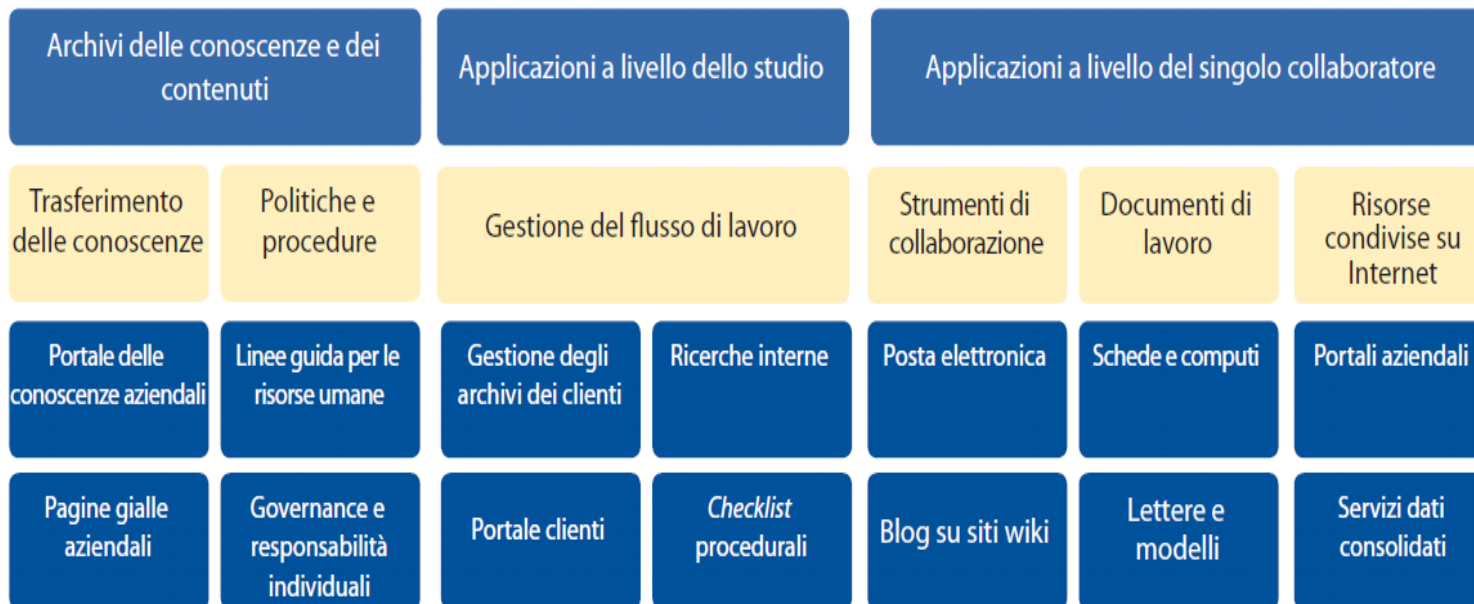 Archivi delle conoscenze e dei
contenuti
Applicazioni a livello dello studio
Applicazioni a livello del singolo collaboratore
Trasferimento
delle conoscenze
Politiche e
procedure
Gestione del flusso di lavoro
Strumenti di
collaborazione
Documenti di
lavoro
Risorse
condivise su
Internet
Portale delle
conoscenze aziendali
Linee guida per le
risorse umane
Gestione degli
archivi dei clienti
Ricerche interne
Posta elettronica
Schede e computi
Portali aziendali
Pagine gialle
aziendali
Governance e
responsabilità
individuali
Portale clienti
Checklist
procedurali
Blog su siti wiki
Lettere e
modelli
Servizi dati
consolidati